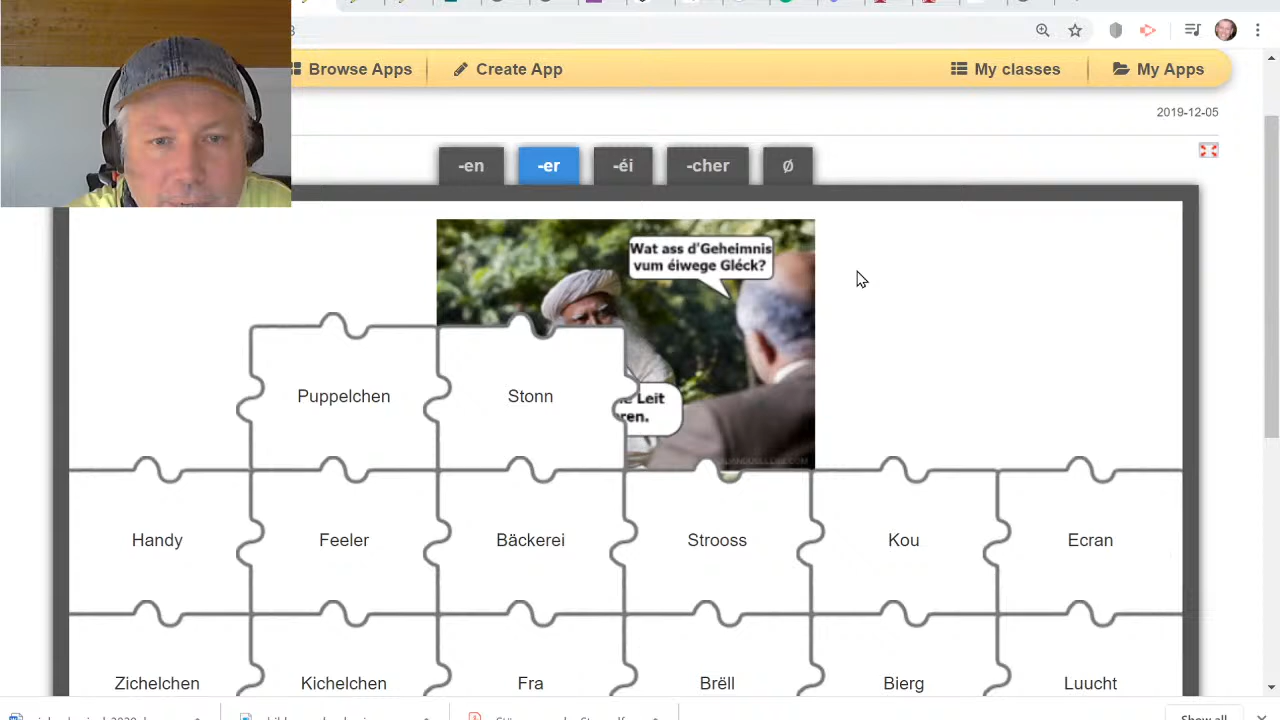 3
Browse Apps
Create App
My classes
My Apps
2019-12-05
-en
-er
-éi
-cher
ø
Wat ass d'Geheimnis
vum éiwege Gléck?
Leit
ren.
Puppelchen
Stonn
Handy
Feeler
Bäckerei
Strooss
Kou
Ecran
Zichelchen
Kichelchen
Fra
Brëll
Bierg
Luucht
Show all